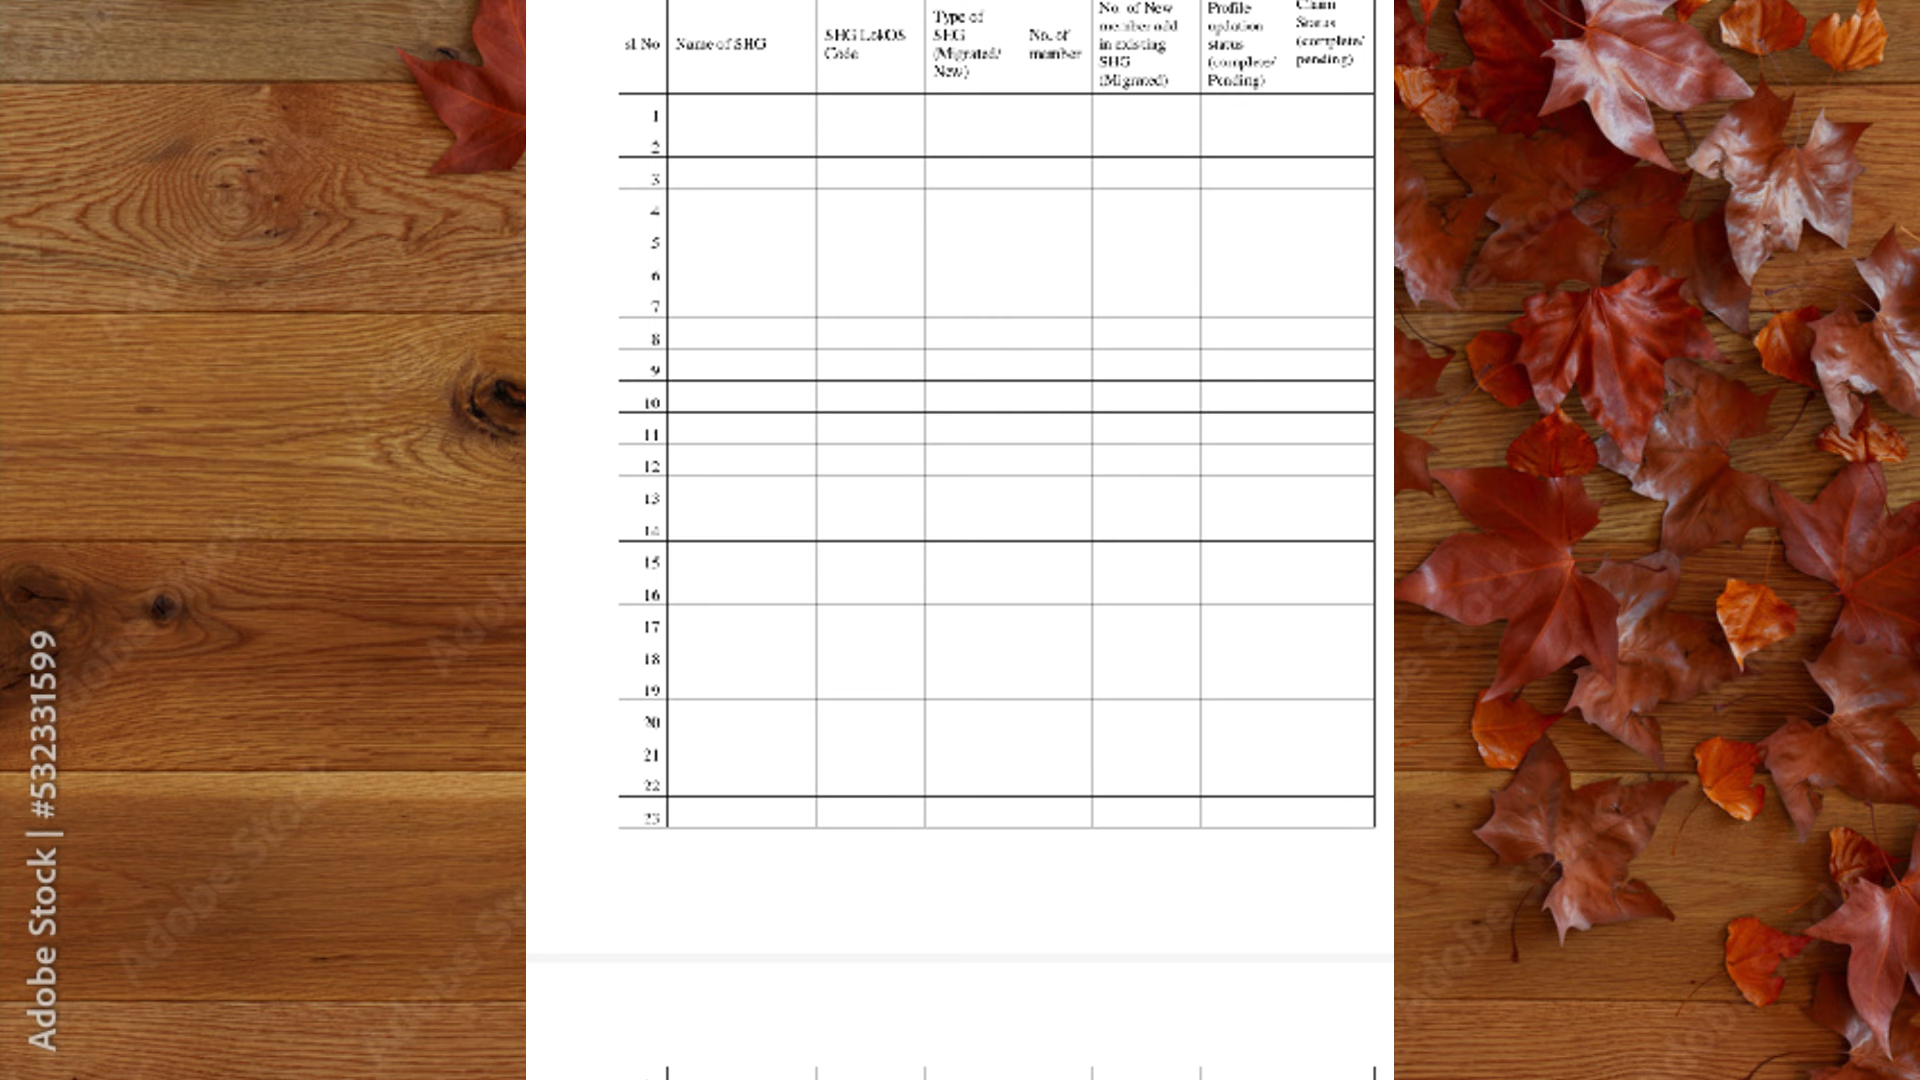 sl No
Name of SHG
SHG LokOS
Code
Type of
SHG
(Migrated/
New)
No. of
member
No. of New
member add
in existing
SHG
(Migrated)
Profile
updation
status
(complete/
Pending)
Claim
Status
(complete/
pending)
1
2
3
4
5
6
7
8
9
10
11
12
13
14
15
16
17
18
19
20
21
22
23
Adobe Stock | #532331599